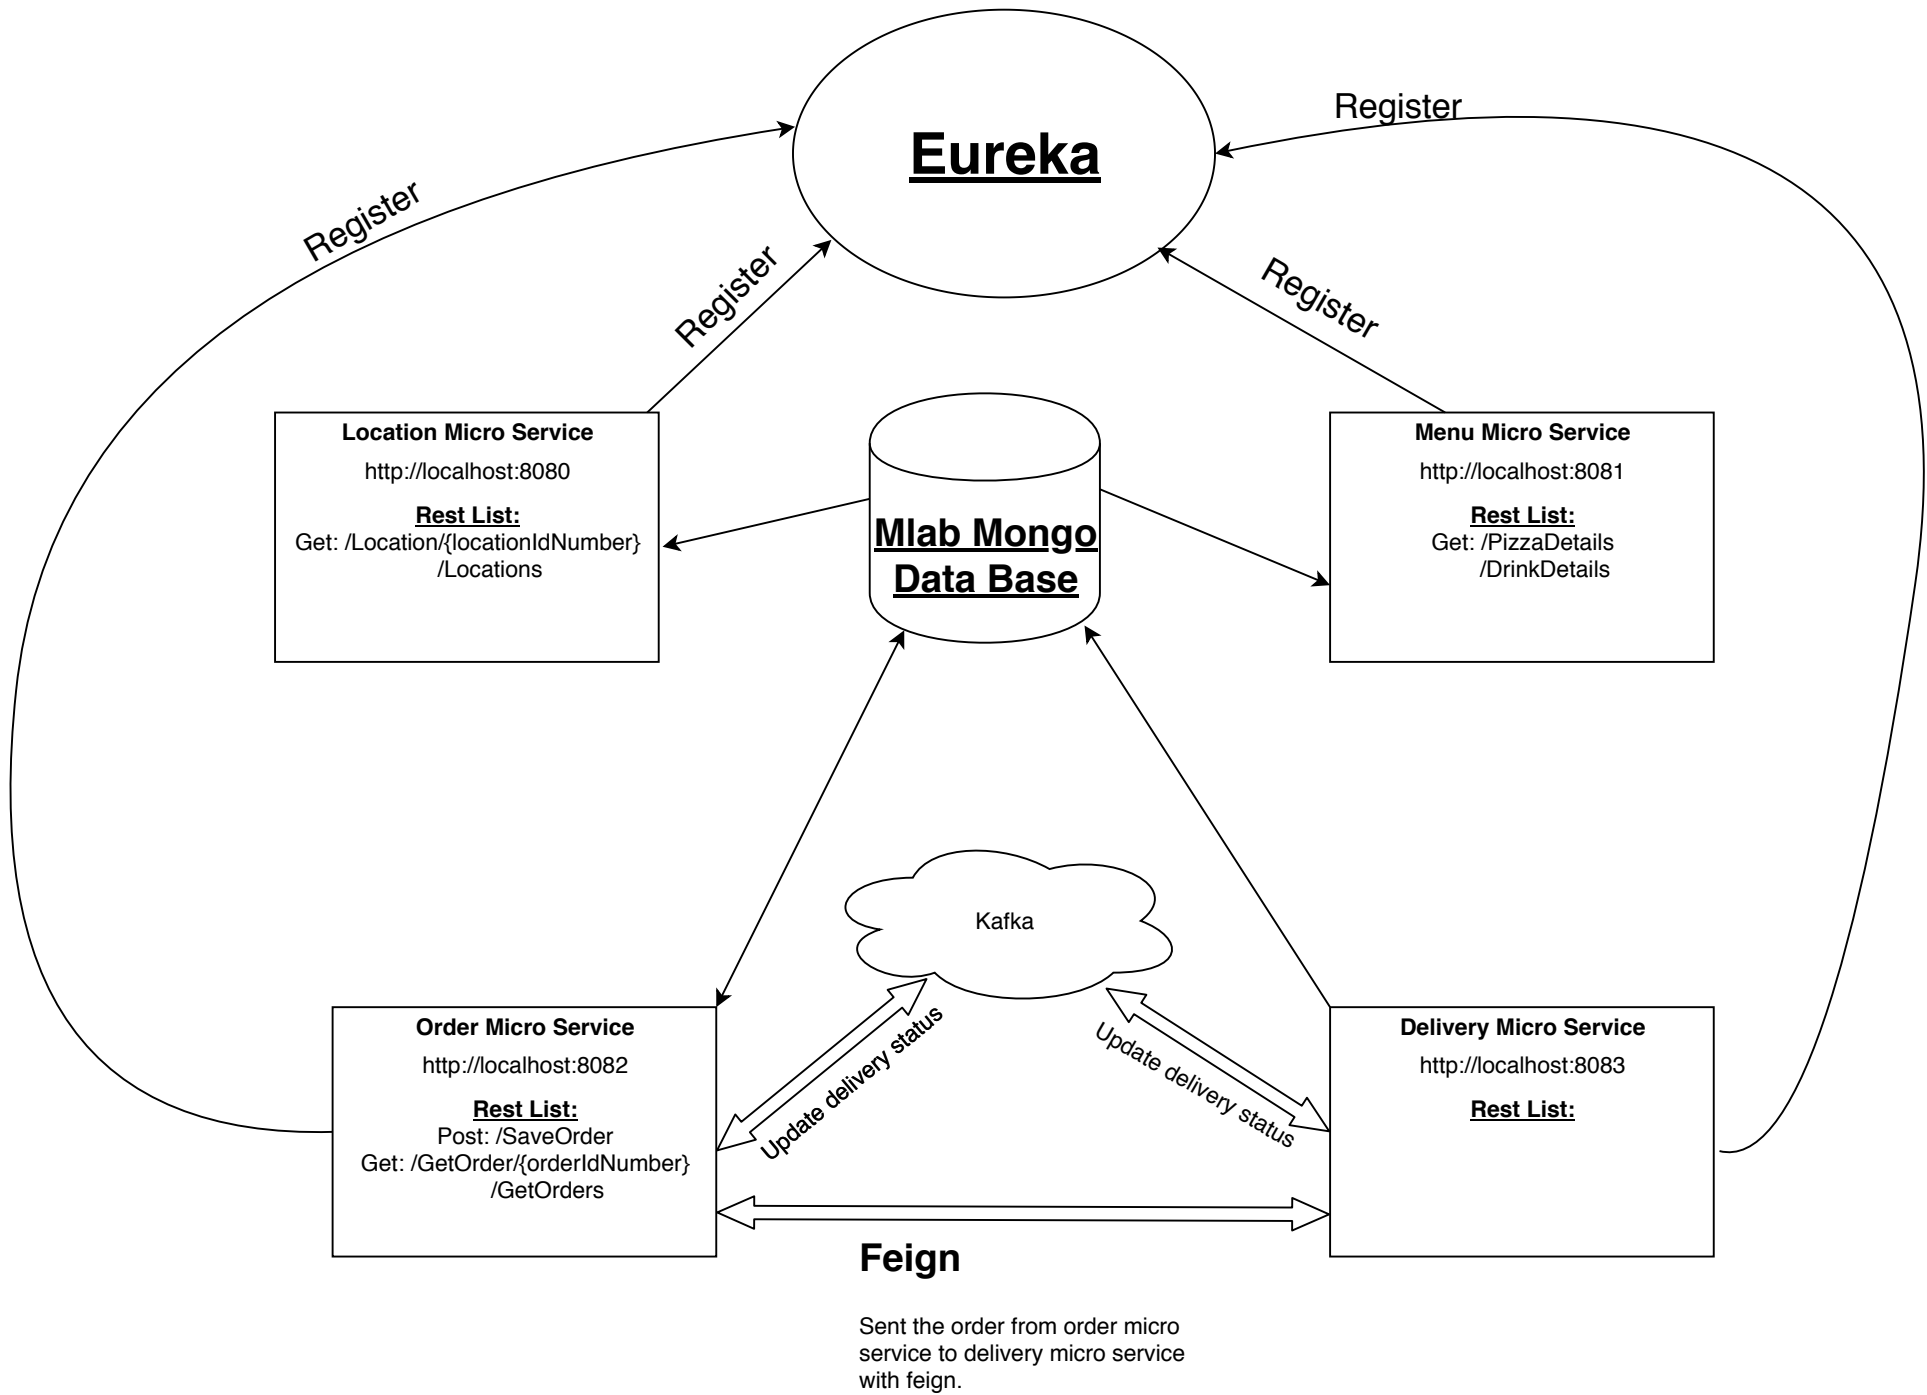 Register
Eureka
Register
Register
Register
Location Micro Service
http://localhost:8080
Rest List:
Get: /Location/{locationIdNumber}
/Locations
Mlab Mongo
Data Base
Menu Micro Service
http://localhost:8081
Rest List:
Get: /PizzaDetails
/DrinkDetails
Kafka
Update delivery status
Update delivery status
Order Micro Service
http://localhost:8082
Rest List:
Post: /SaveOrder
Get: /GetOrder/{orderIdNumber}
/GetOrders
Delivery Micro Service
http://localhost:8083
Rest List:
Feign
Sent the order from order micro
service to delivery micro service
with feign.